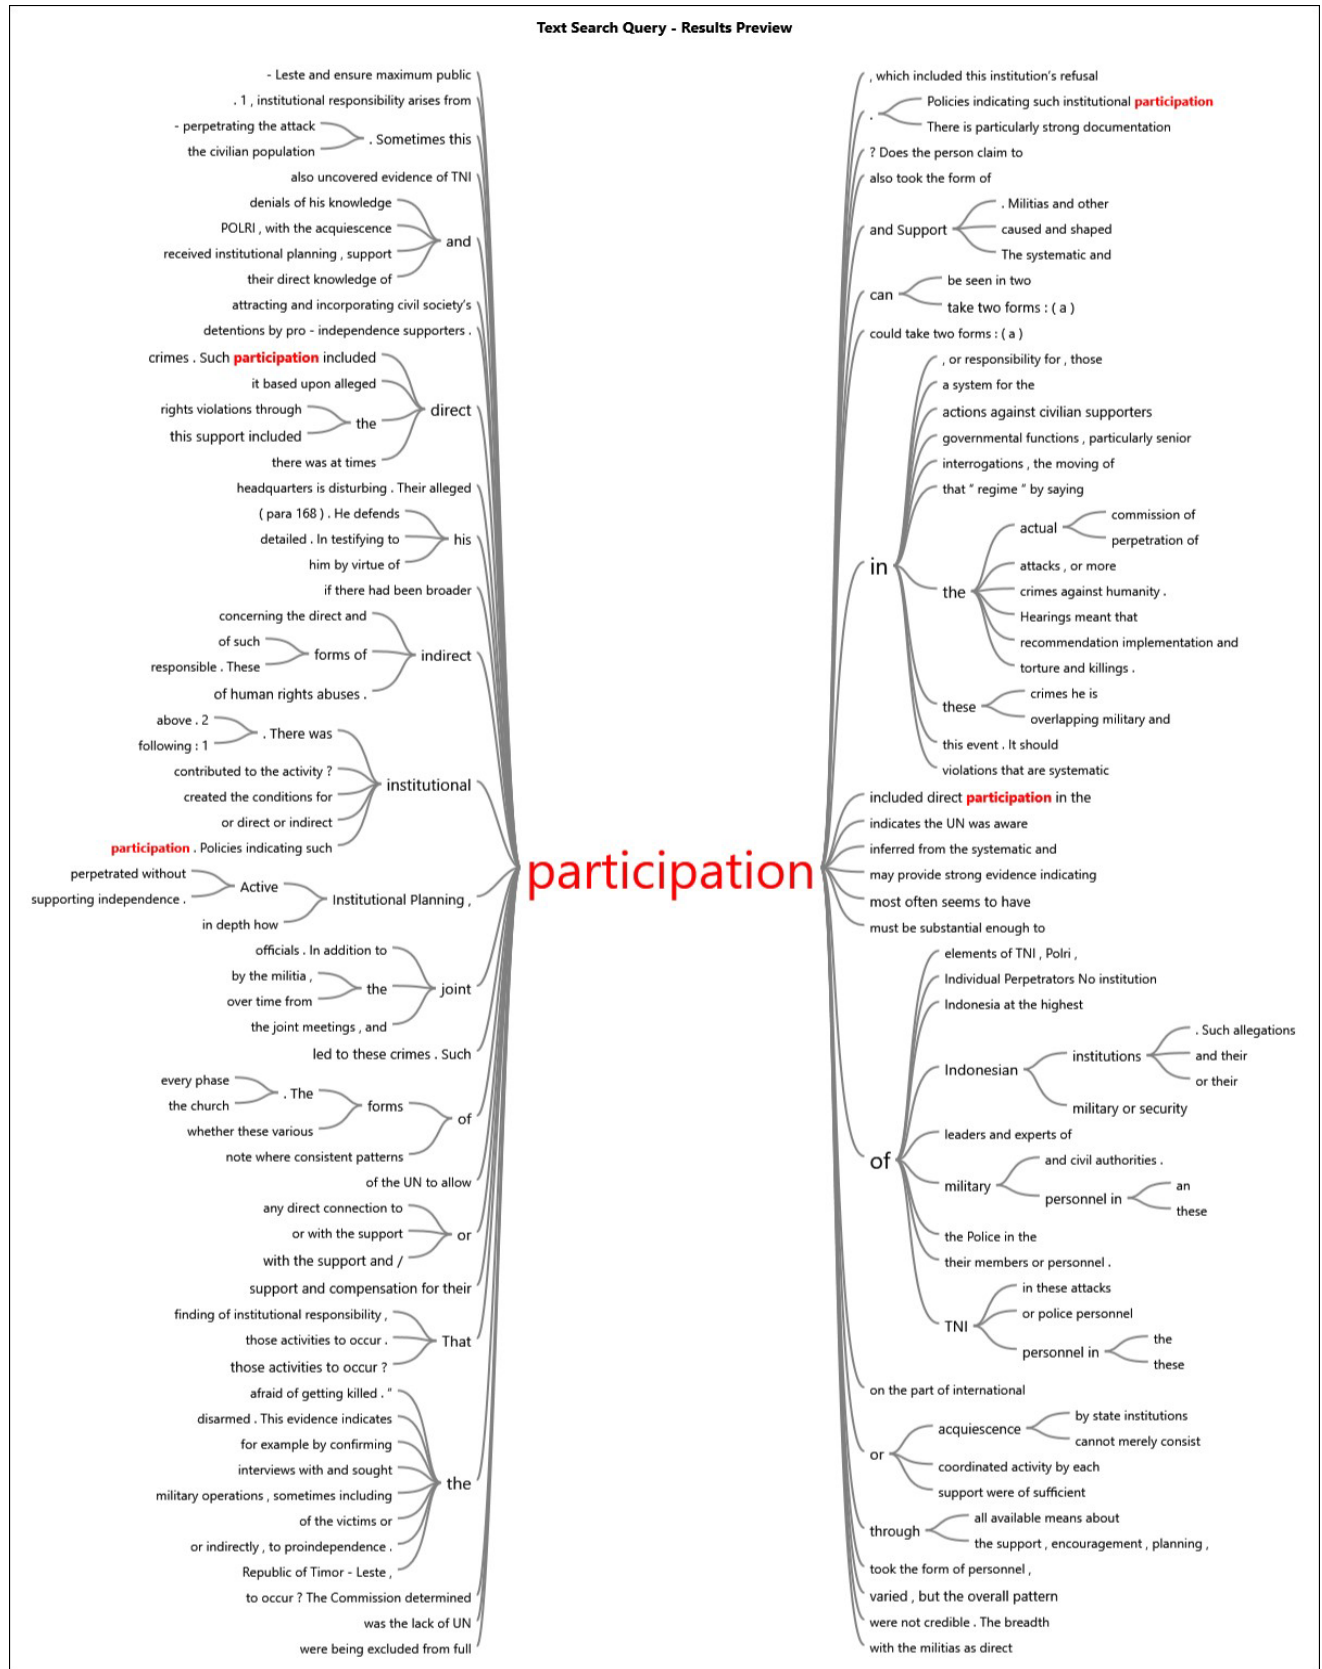 Text Search Query - Results Preview
- Leste and ensure maximum public
. 1 , institutional responsibility arises from
- perpetrating the attack
the civilian population
. Sometimes this
also uncovered evidence of TNI
denials of his knowledge
POLRI , with the acquiescence
received institutional planning , support
their direct knowledge of
and
attracting and incorporating civil society's
detentions by pro - independence supporters .
crimes . Such participation included
it based upon alleged
rights violations through
this support included
the
there was at times
direct
headquarters is disturbing . Their alleged
( para 168 ) . He defends
detailed . In testifying to
him by virtue of
his
if there had been broader
concerning the direct and
of such
responsible . These
forms of
of human rights abuses .
indirect
above . 2
following : 1
. There was
contributed to the activity ?
created the conditions for
or direct or indirect
participation . Policies indicating such
institutional
perpetrated without
supporting independence .
Active
in depth how
Institutional Planning ,
officials . In addition to
by the militia ,
over time from
the
the joint meetings , and
joint
led to these crimes . Such
every phase
the church
. The
whether these various
forms
note where consistent patterns
of
of the UN to allow
any direct connection to
or with the support
with the support and /
or
support and compensation for their
finding of institutional responsibility ,
those activities to occur .
those activities to occur ?
That
afraid of getting killed . "
disarmed . This evidence indicates
for example by confirming
interviews with and sought
military operations , sometimes including
of the victims or
or indirectly , to proindependence .
Republic of Timor - Leste ,
the
to occur ? The Commission determined
was the lack of UN
were being excluded from full
participation
, which included this institution's refusal
.
Policies indicating such institutional participation
There is particularly strong documentation
? Does the person claim to
also took the form of
and Support
. Militias and other
caused and shaped
The systematic and
can
be seen in two
take two forms : ( a )
could take two forms : ( a )
in
, or responsibility for , those
a system for the
actions against civilian supporters
governmental functions , particularly senior
interrogations , the moving of
that " regime " by saying
the
actual
commission of
perpetration of
attacks , or more
crimes against humanity .
Hearings meant that
recommendation implementation and
torture and killings .
these
crimes he is
overlapping military and
this event . It should
violations that are systematic
included direct participation in the
indicates the UN was aware
inferred from the systematic and
may provide strong evidence indicating
most often seems to have
must be substantial enough to
of
elements of TNI , Polri ,
Individual Perpetrators No institution
Indonesia at the highest
Indonesian
institutions
. Such allegations
and their
or their
military or security
leaders and experts of
military
and civil authorities .
personnel in
an
these
the Police in the
their members or personnel .
TNI
in these attacks
or police personnel
personnel in
the
these
on the part of international
or
acquiescence
by state institutions
cannot merely consist
coordinated activity by each
support were of sufficient
through
all available means about
the support , encouragement , planning ,
took the form of personnel ,
varied , but the overall pattern
were not credible . The breadth
with the militias as direct